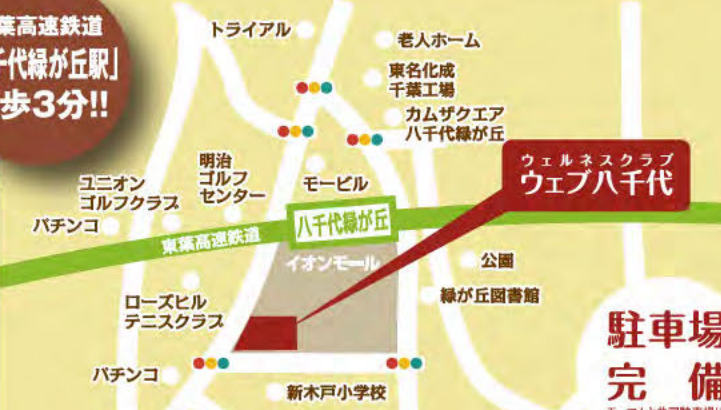 葉高速鉄道
千代緑が丘駅」
歩3分!!
トライアル
老人ホーム
東名化成
千葉工場
カムザクエア
八千代緑が丘
明治
ゴルフ
センター
モービル
ウェルネスクラブ
ウェブ八千代
ユニオン
ゴルフクラブ
パチンコ
東葉高速鉄道
八千代緑が丘
イオンモール
公園
緑が丘図書館
ローズヒル
テニスクラブ
パチンコ
新木戸小学校
駐車場
完備